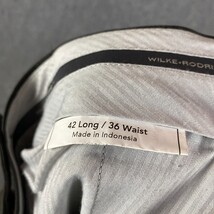 WILKE-RODRI
42 Long / 36 Waist
Made in Indonesia